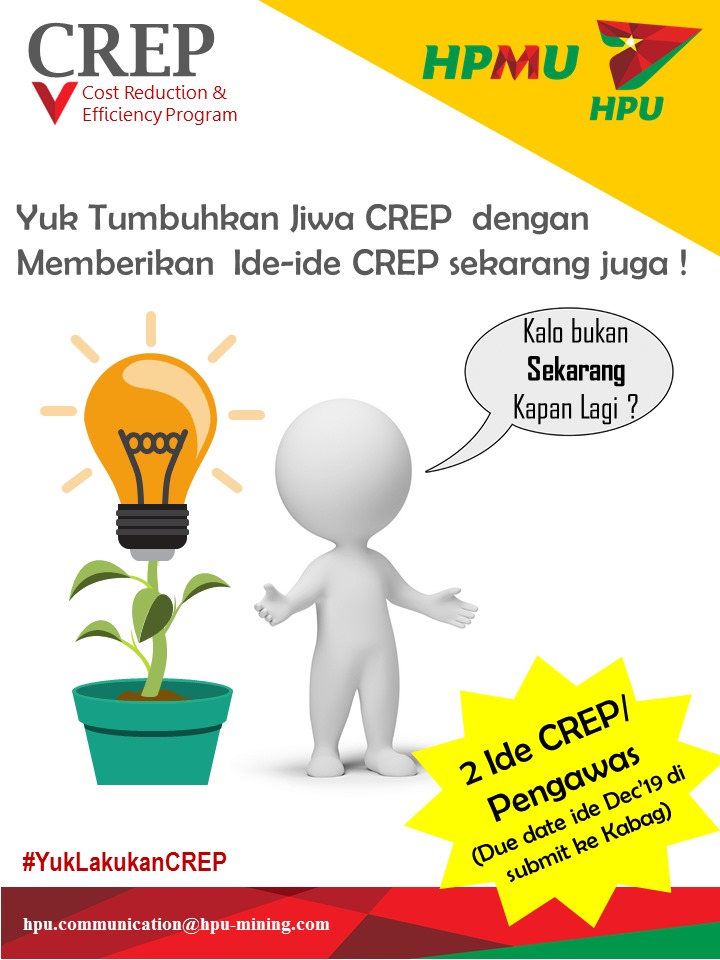 CREP
Cost Reduction &
Efficiency Program
HPMU
HPU
Yuk Tumbuhkan Jiwa CREP dengan
Memberikan Ide-ide CREP sekarang juga !
Kalo bukan
Sekarang
Kapan Lagi ?
2 Ide CREP/
Pengawas
(Due date ide Dec'19 di
submit ke Kabag)
#YukLakukanCREP
hpu.communication@hpu-mining.com